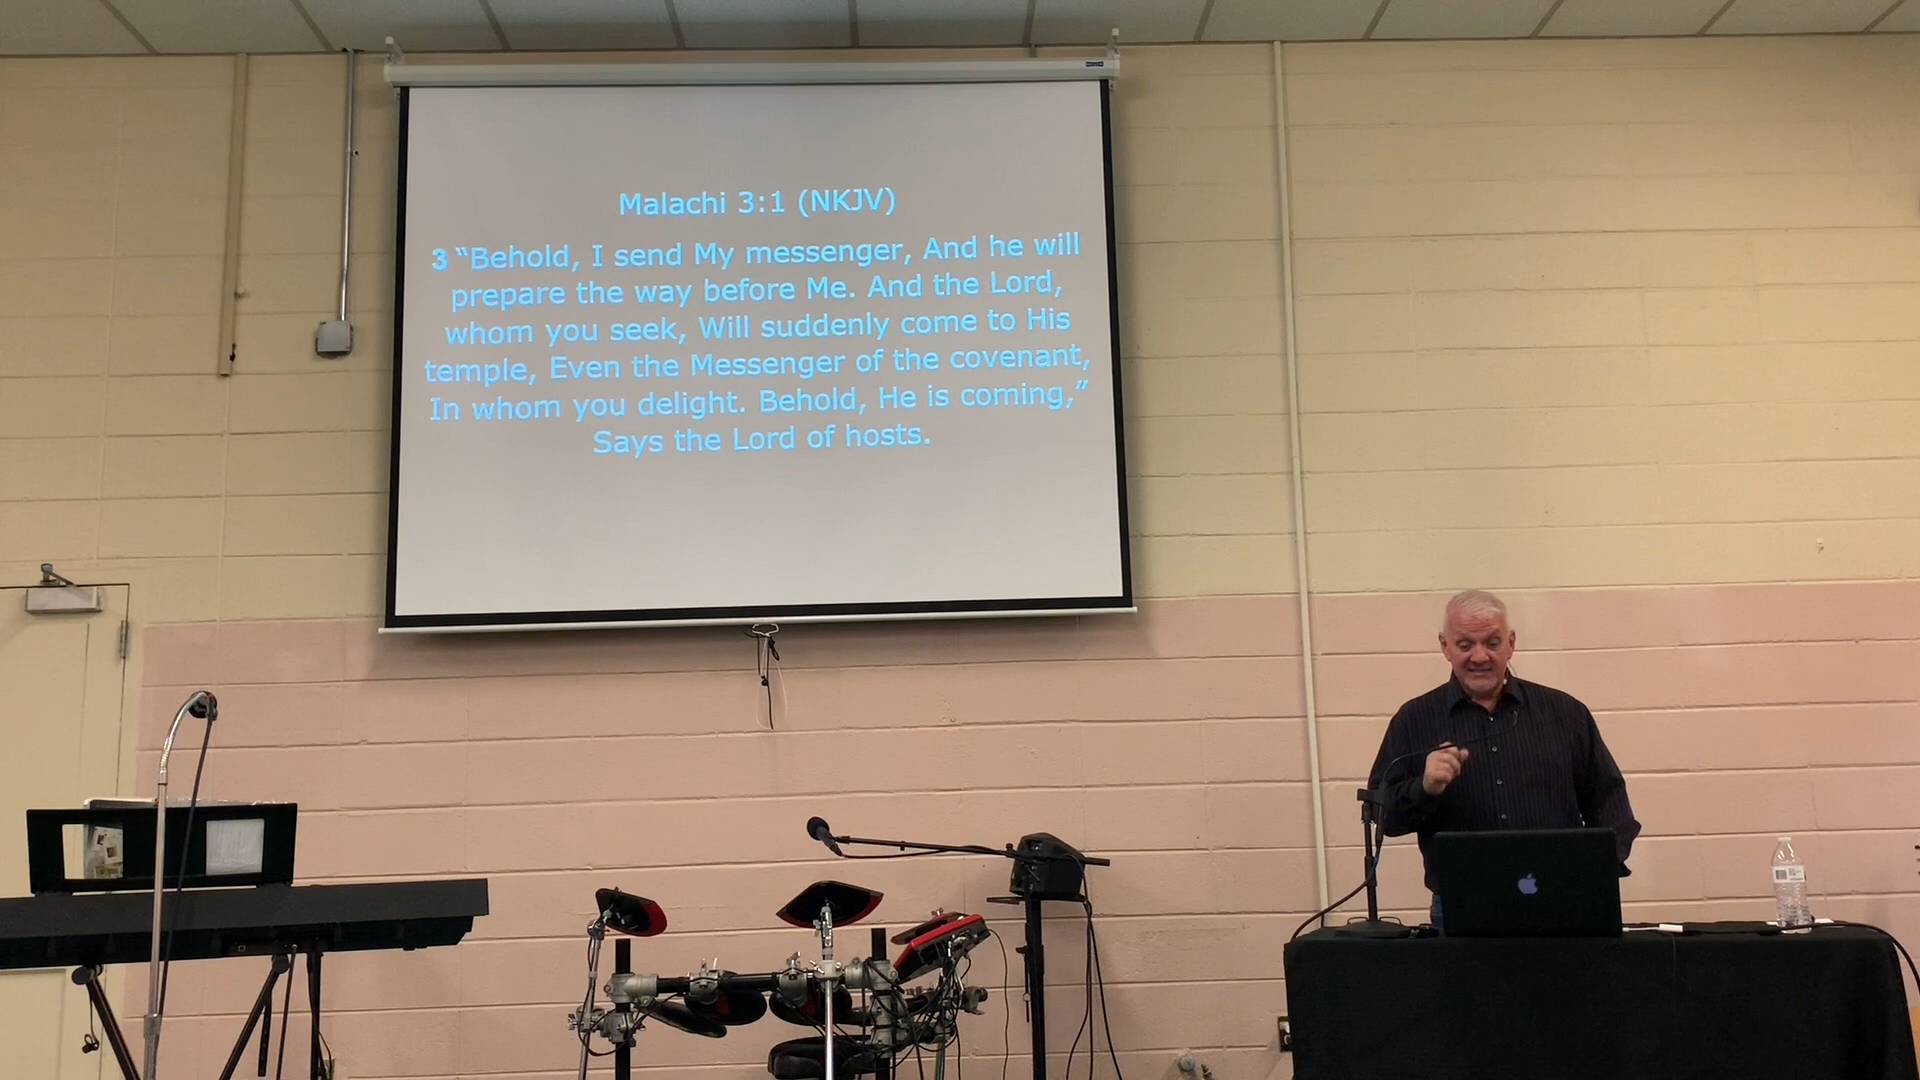 Malachi 3:1 (NKJV)
3 “Behold, I send My messenger, And he will
prepare the way before Me. And the Lord,
whom you seek, Will suddenly come to His
temple, Even the Messenger of the covenant,
In whom you delight. Behold, He is coming,”
Says the Lord of hosts.